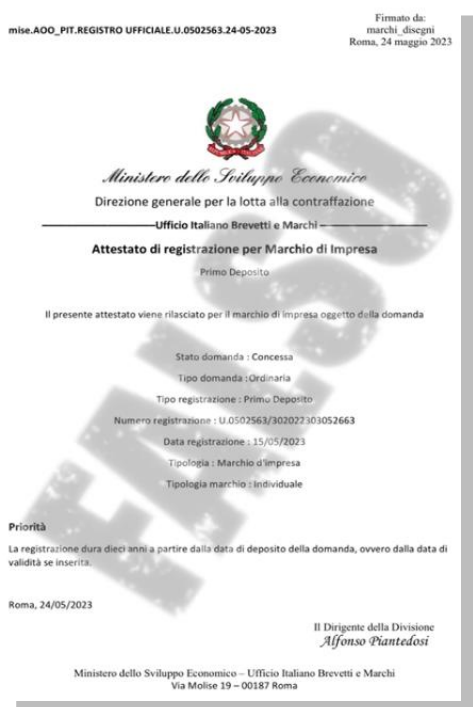 mise.AOO_PIT.REGISTRO UFFICIALE.U.0502563.24-05-2023
Firmato da:
marchi_disegni
Roma, 24 maggio 2023
Ministero dello Sviluppo Economico
Direzione generale per la lotta alla contraffazione
Ufficio Italiano Brevetti e Marchi –
Attestato di registrazione per Marchio di Impresa
Primo Deposito
Il presente attestato viene rilasciato per il marchio di impresa oggetto della domanda
Stato domanda : Concessa
Tipo domanda : Ordinaria
Tipo registrazione : Primo Deposito
Numero registrazione : U.0502563/302022303052663
Data registrazione : 15/05/2023
Tipologia : Marchio d'impresa
Tipologia marchio : Individuale
FALSO
Priorità
La registrazione dura dieci anni a partire dalla data di deposito della domanda, ovvero dalla data di
validità se inserita.
Roma, 24/05/2023
Il Dirigente della Divisione
Alfonso Piantedosi
Ministero dello Sviluppo Economico – Ufficio Italiano Brevetti e Marchi
Via Molise 19 – 00187 Roma